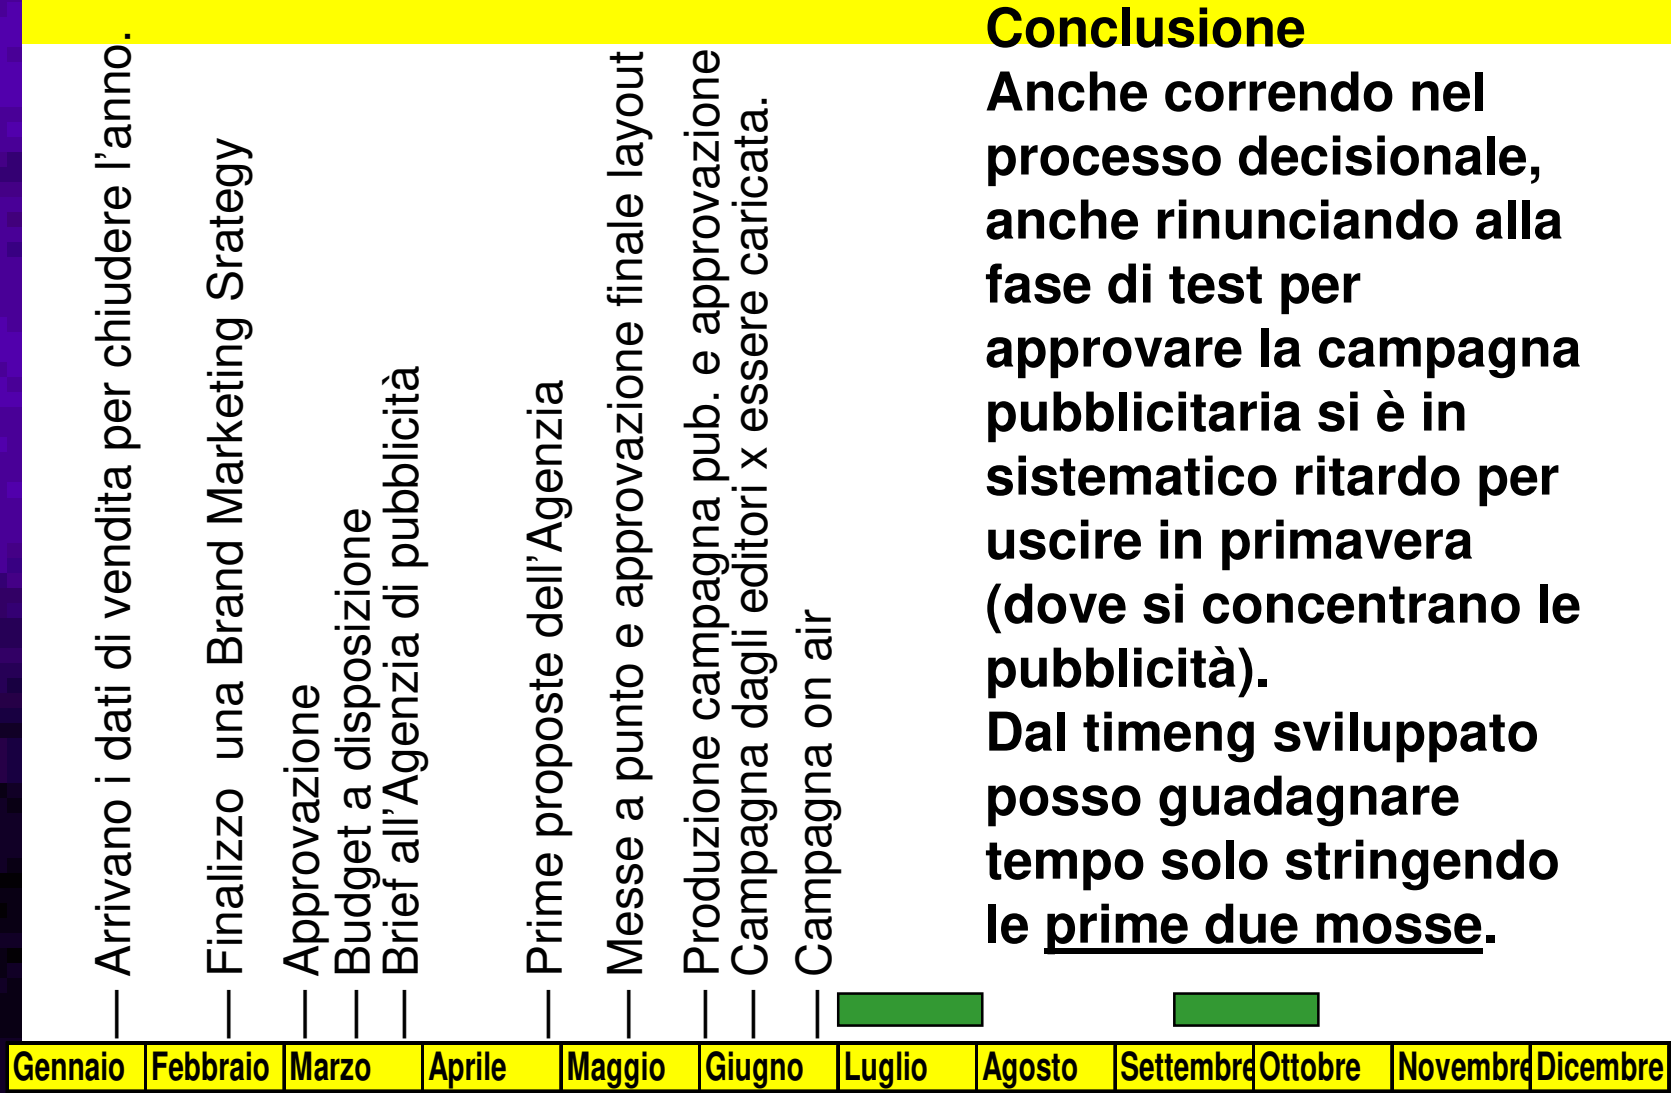 Arrivano i dati di vendita per chiudere l'anno.
Finalizzo una Brand Marketing Srategy
Approvazione
Budget a disposizione
Brief all'Agenzia di pubblicità
Prime proposte dell'Agenzia
Messe a punto e approvazione finale layout
Produzione campagna pub. e approvazione
Campagna dagli editori x essere caricata.
Campagna on air
Conclusione
Anche correndo nel
processo decisionale,
anche rinunciando alla
fase di test per
approvare la campagna
pubblicitaria si è in
sistematico ritardo per
uscire in primavera
(dove si concentrano le
pubblicità).
Dal timeng sviluppato
posso guadagnare
tempo solo stringendo
le prime due mosse.
Gennaio Febbraio Marzo Aprile Maggio Giugno Luglio Agosto Settembre Ottobre Novembre Dicembre